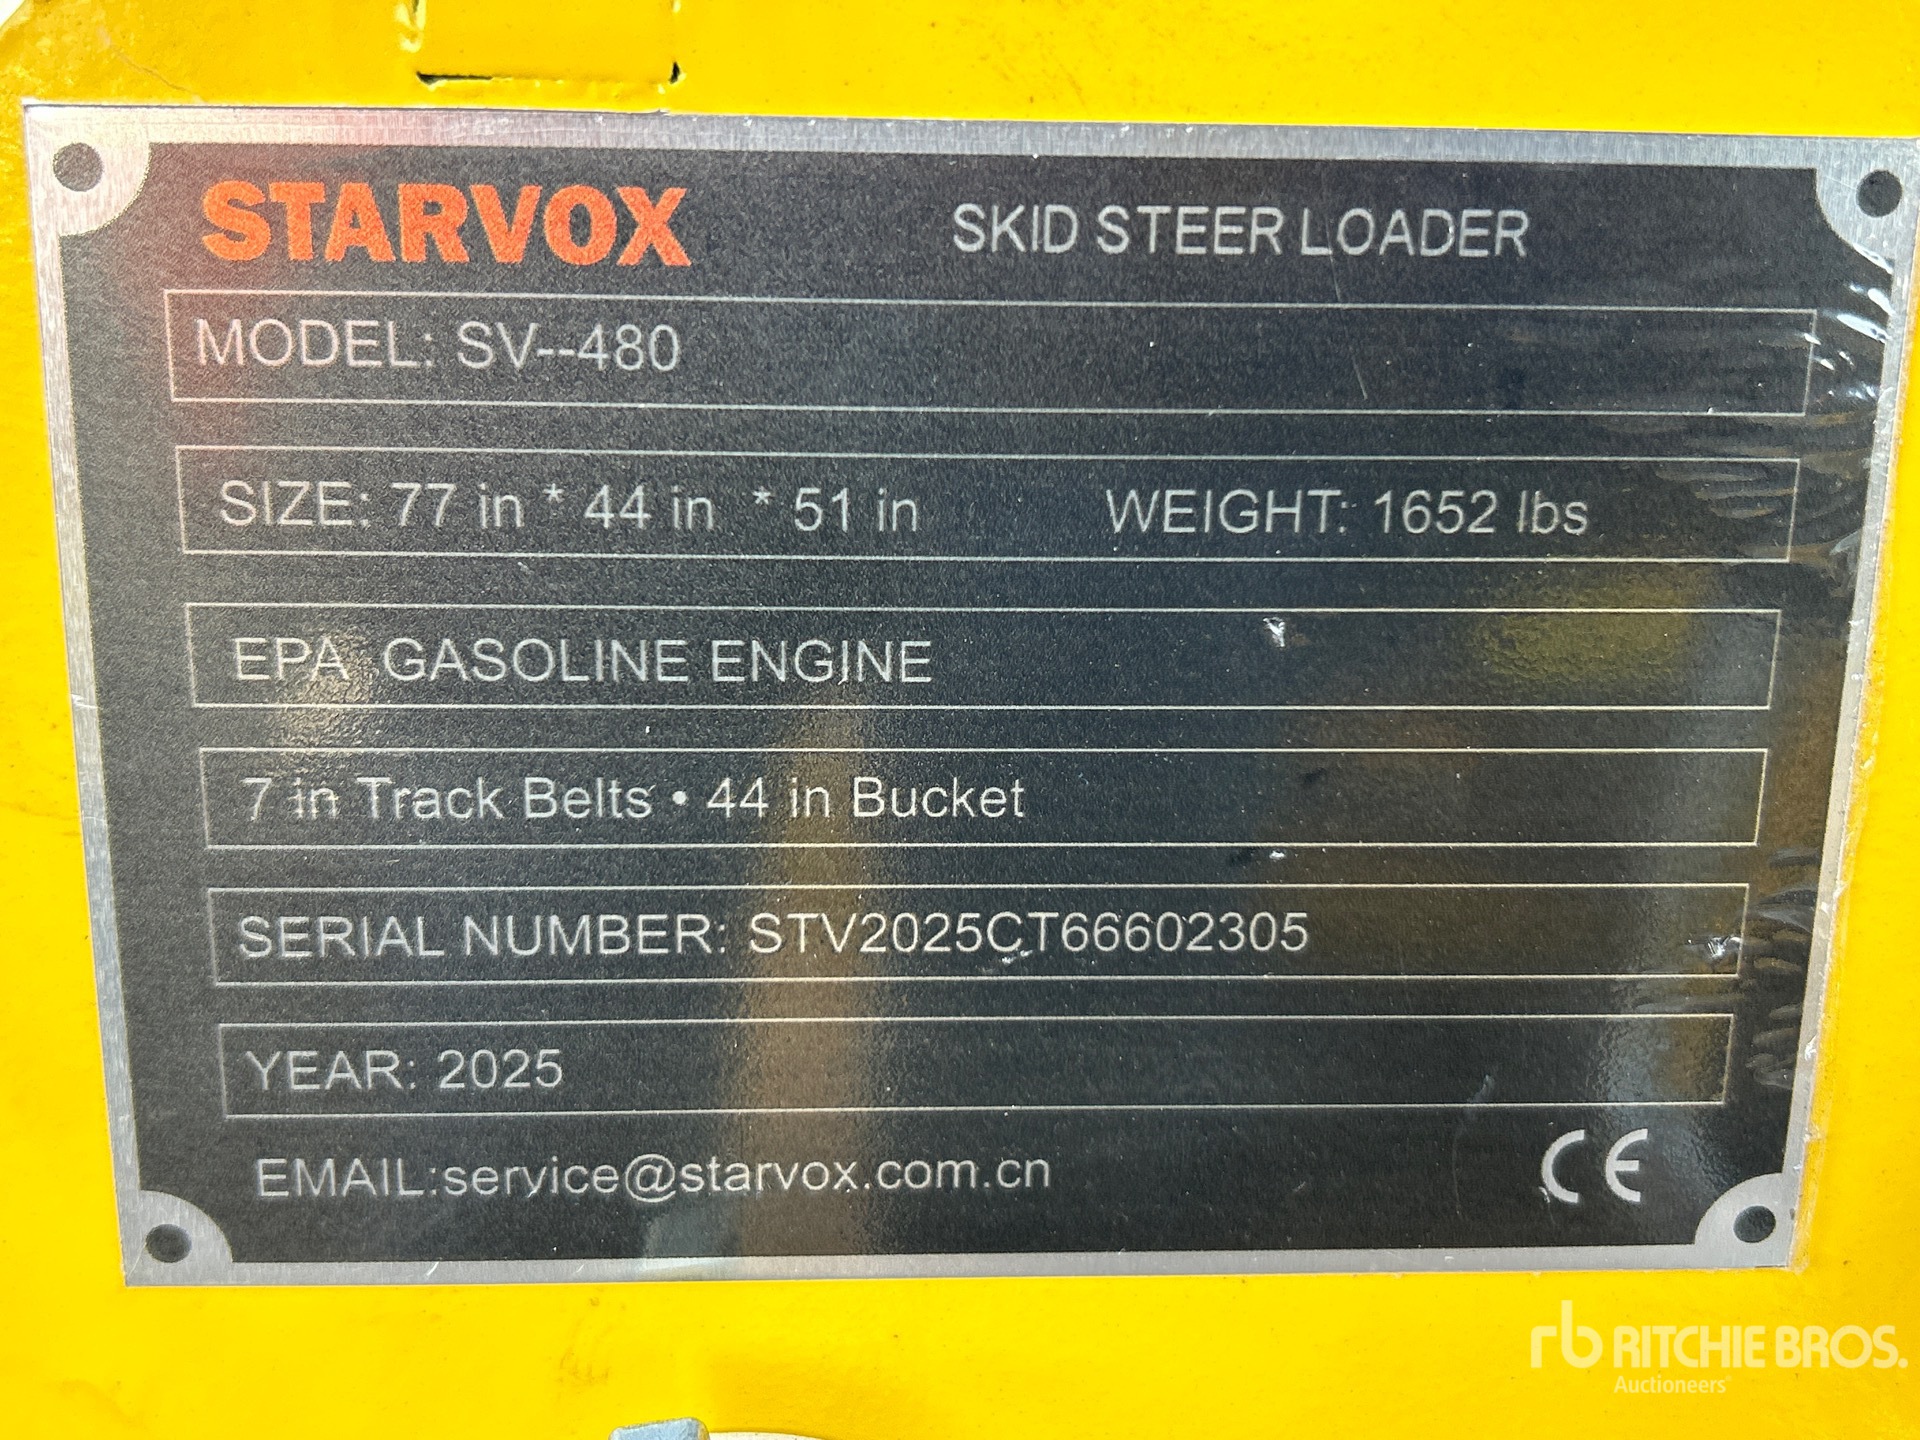 STARVOX SKID STEER LOADER
MODEL: SV--480
SIZE: 77 in * 44 in * 51 in WEIGHT: 1652 lbs
EPA GASOLINE ENGINE
7 in Track Belts • 44 in Bucket
SERIAL NUMBER: STV2025CT66602305
YEAR: 2025
EMAIL:service@starvox.com.cn CE
rb RITCHIE BROS.
Auctioneers